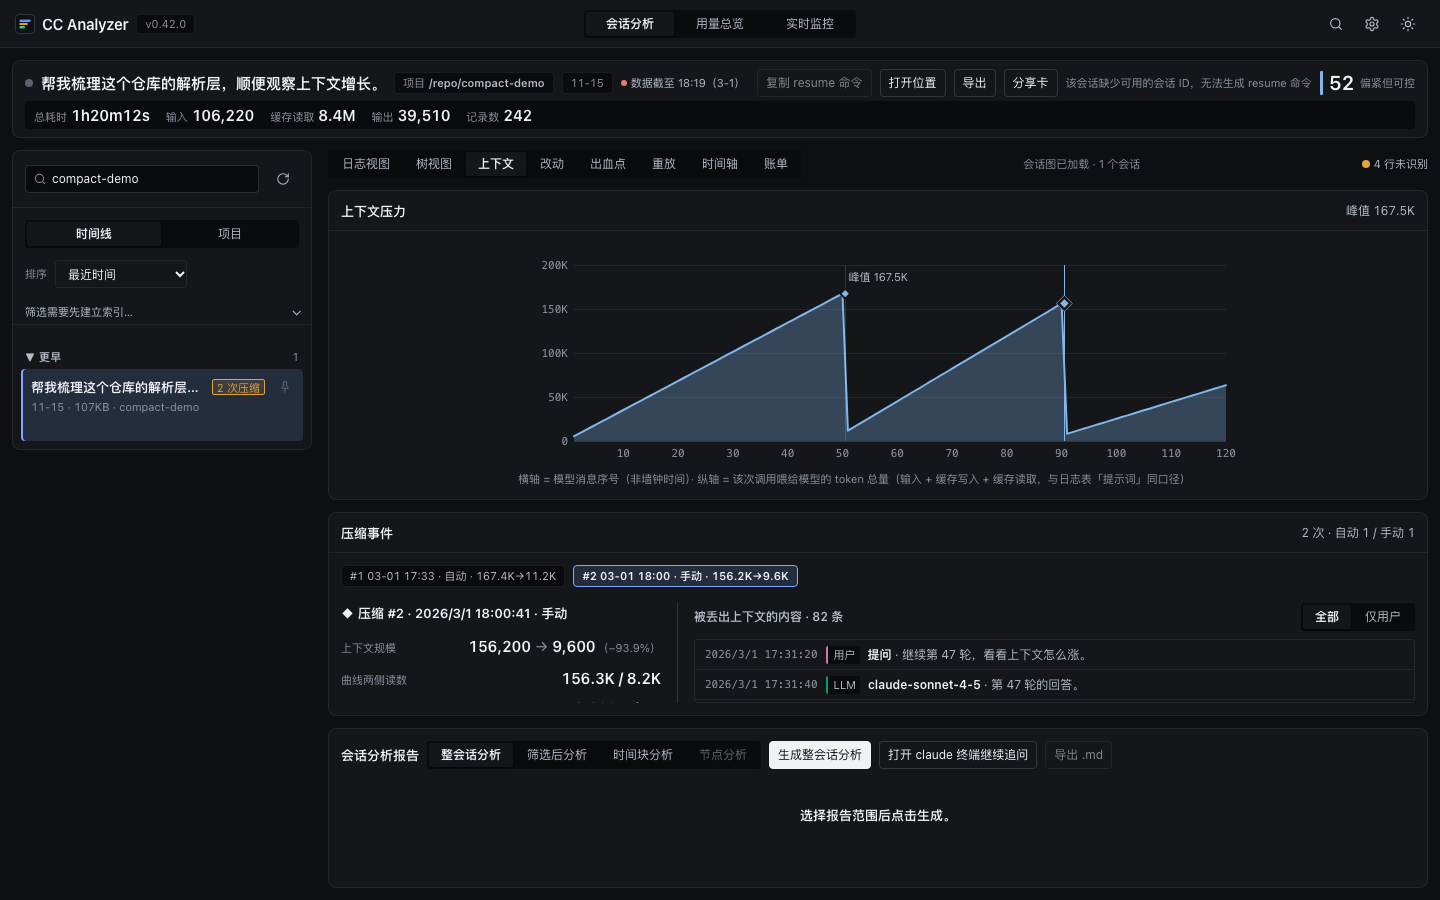 CC Analyzer v0.42.0 会话分析 用量总览 实时监控
帮我梳理这个仓库的解析层，顺便观察上下文增长。 项目 /repo/compact-demo 11-15 数据截至 18:19（3-1） 复制 resume 命令 打开位置 导出 分享卡 该会话缺少可用的会话 ID，无法生成 resume 命令 52 偏紧但可控
总耗时 1h20m12s 输入 106,220 缓存读取 8.4M 输出 39,510 记录数 242
compact-demo
时间线 项目
排序 最近时间
筛选需要先建立索引...
▼ 更早 1
帮我梳理这个仓库的解析层... 2 次压缩
11-15 · 107KB · compact-demo
日志视图 树视图 上下文 改动 出血点 重放 时间轴 账单 会话图已加载 · 1 个会话 4 行未识别
上下文压力 峰值 167.5K
200K
峰值 167.5K
150K
100K
50K
0
10 20 30 40 50 60 70 80 90 100 110 120
横轴 = 模型消息序号（非墙钟时间）· 纵轴 = 该次调用喂给模型的 token 总量（输入 + 缓存写入 + 缓存读取，与日志表「提示词」同口径）
压缩事件 2 次 · 自动 1 / 手动 1
#1 03-01 17:33 · 自动 · 167.4K→11.2K #2 03-01 18:00 · 手动 · 156.2K→9.6K
◆ 压缩 #2 · 2026/3/1 18:00:41 · 手动
上下文规模 156,200 → 9,600 （−93.9%）
曲线两侧读数 156.3K / 8.2K
被丢出上下文的内容 · 82 条 全部 仅用户
2026/3/1 17:31:20 用户 提问 · 继续第 47 轮，看看上下文怎么涨。
2026/3/1 17:31:40 LLM claude-sonnet-4-5 · 第 47 轮的回答。
会话分析报告 整会话分析 筛选后分析 时间块分析 节点分析 生成整会话分析 打开 claude 终端继续追问 导出 .md
选择报告范围后点击生成。